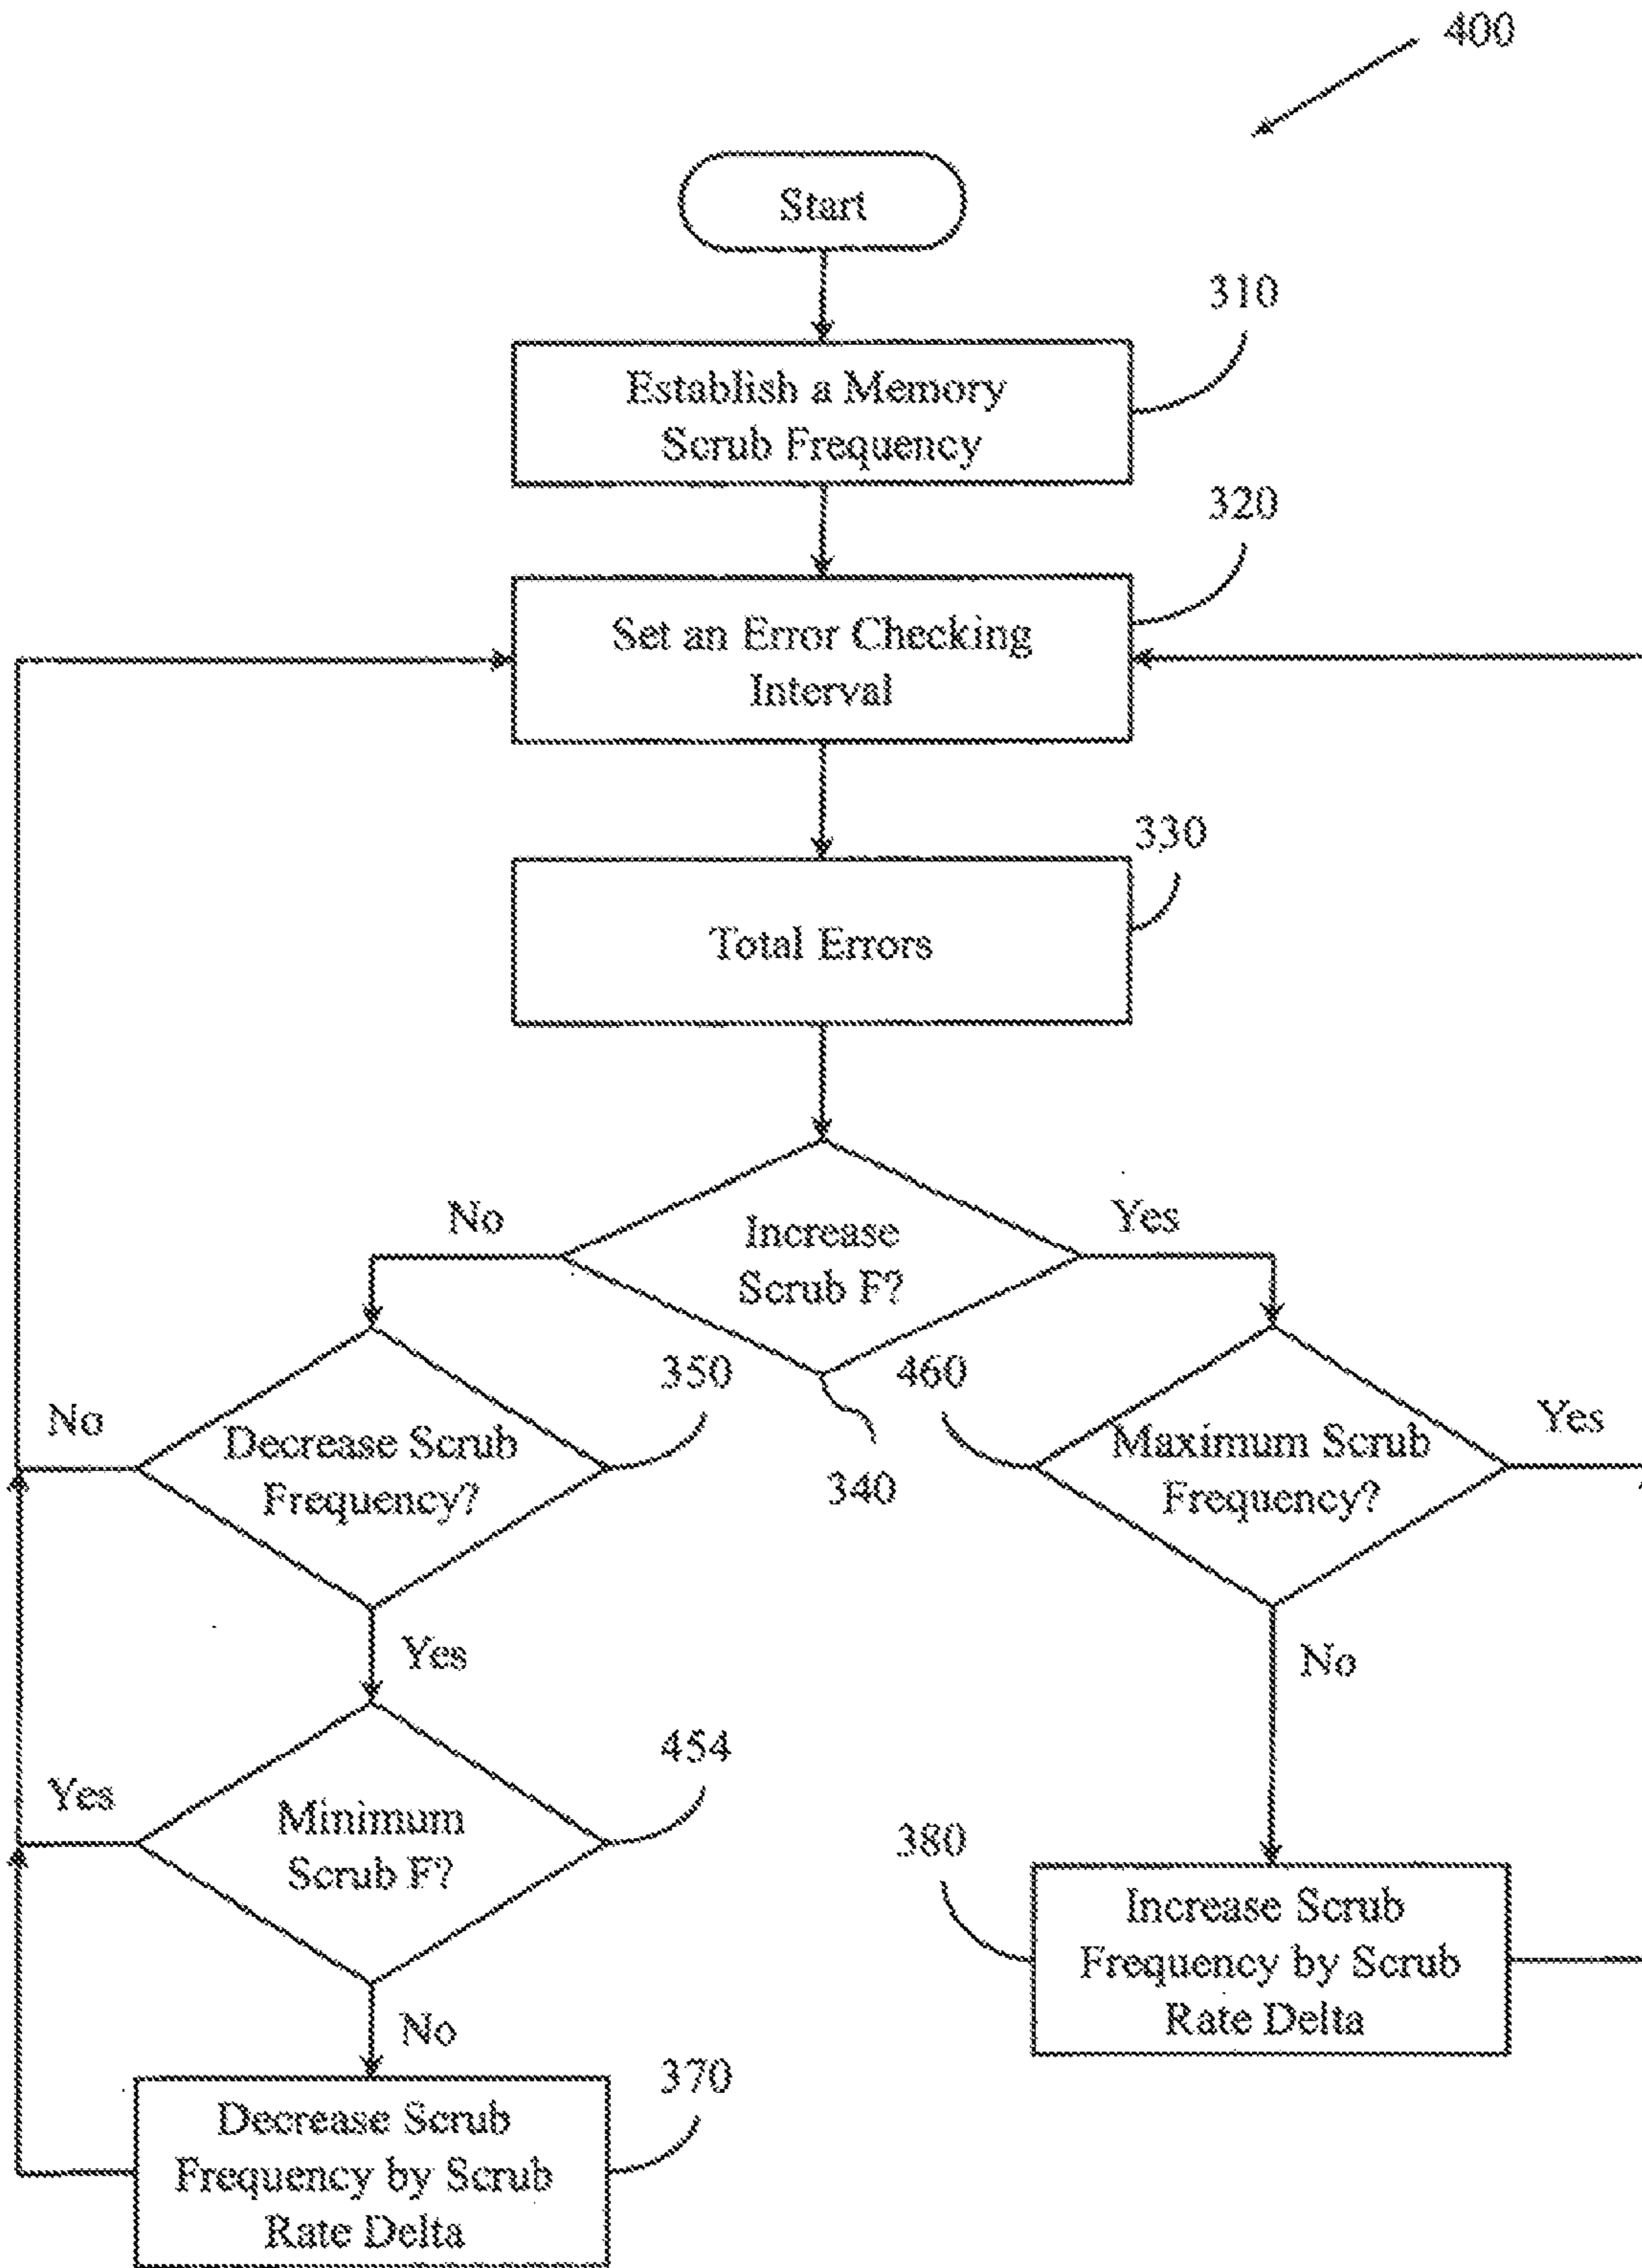 400
Start
310
Establish a Memory
Scrub Frequency
320
Set an Error Checking
Interval
330
Total Errors
No
Yes
Increase
Scrub F?
340
350
460
No
Decrease Scrub
Frequency?
Maximum Scrub
Frequency?
Yes
Yes
No
454
Yes
Minimum
Scrub F?
380
Increase Scrub
Frequency by Scrub
Rate Delta
No
370
Decrease Scrub
Frequency by Scrub
Rate Delta